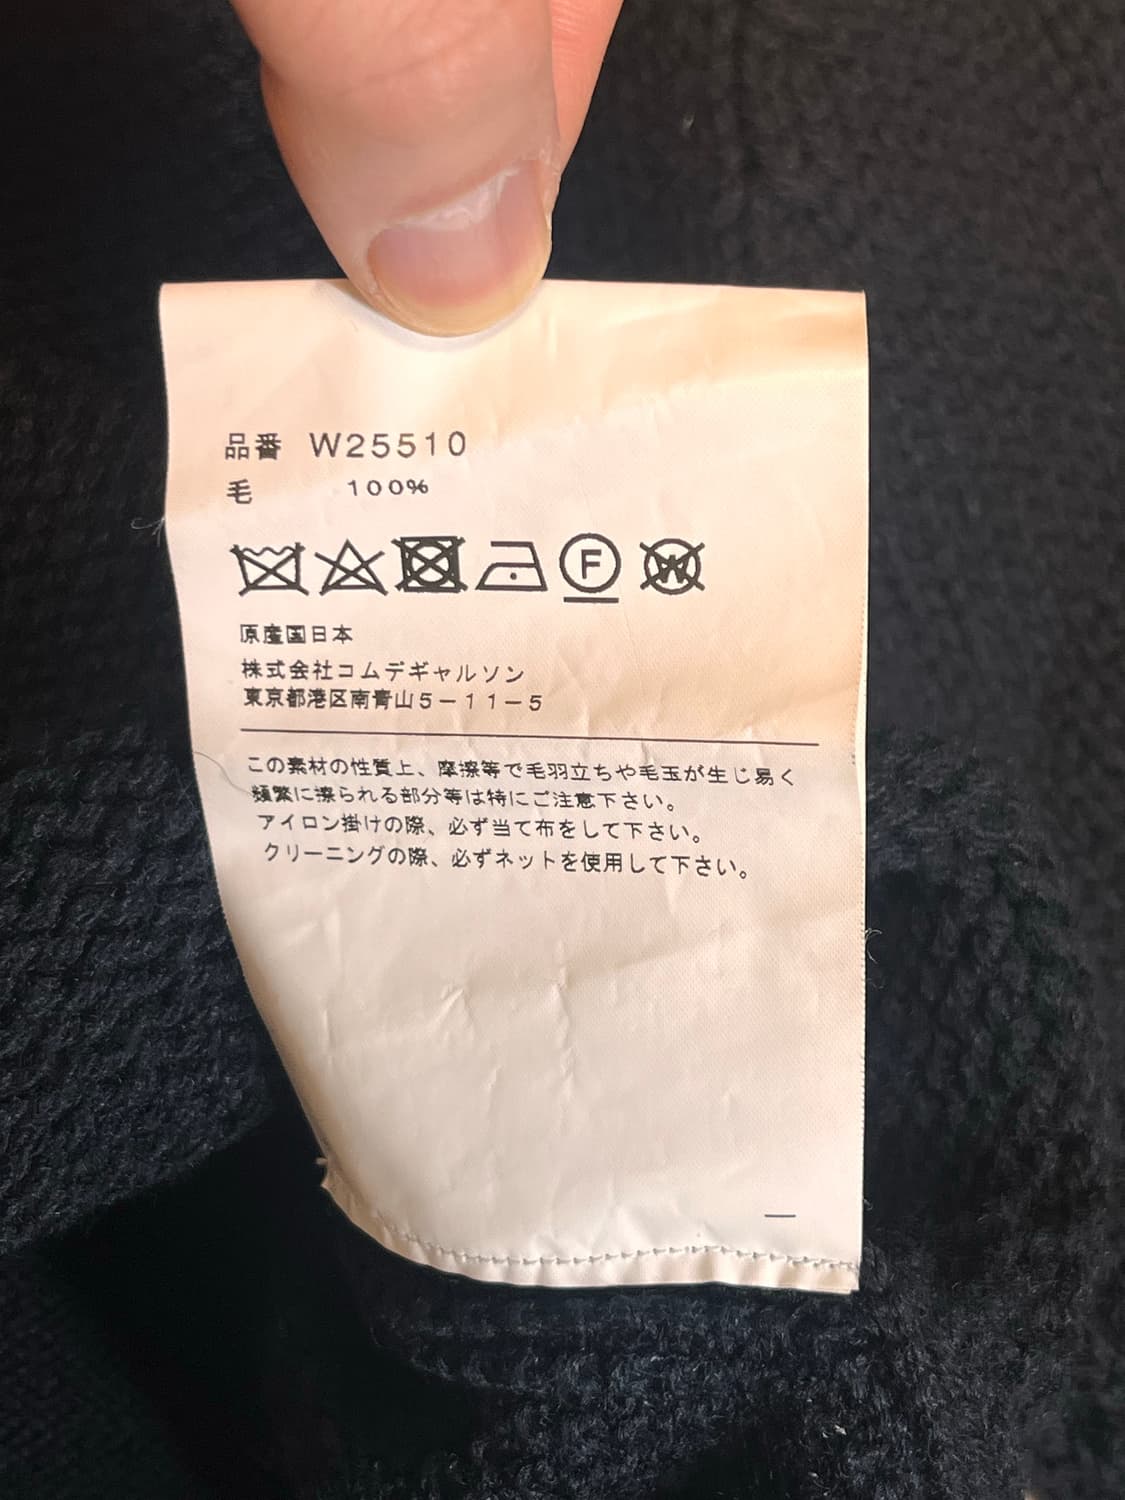 品番 W25510
毛 100%
F W
原産国日本
株式会社コムデギャルソン
東京都港区南青山5-11-5
この素材の性質上、摩擦等で毛羽立ちや毛玉が生じ易く
頻繁に擦られる部分等は特にご注意下さい。
アイロン掛けの際、必ず当て布をして下さい。
クリーニングの際、必ずネットを使用して下さい。